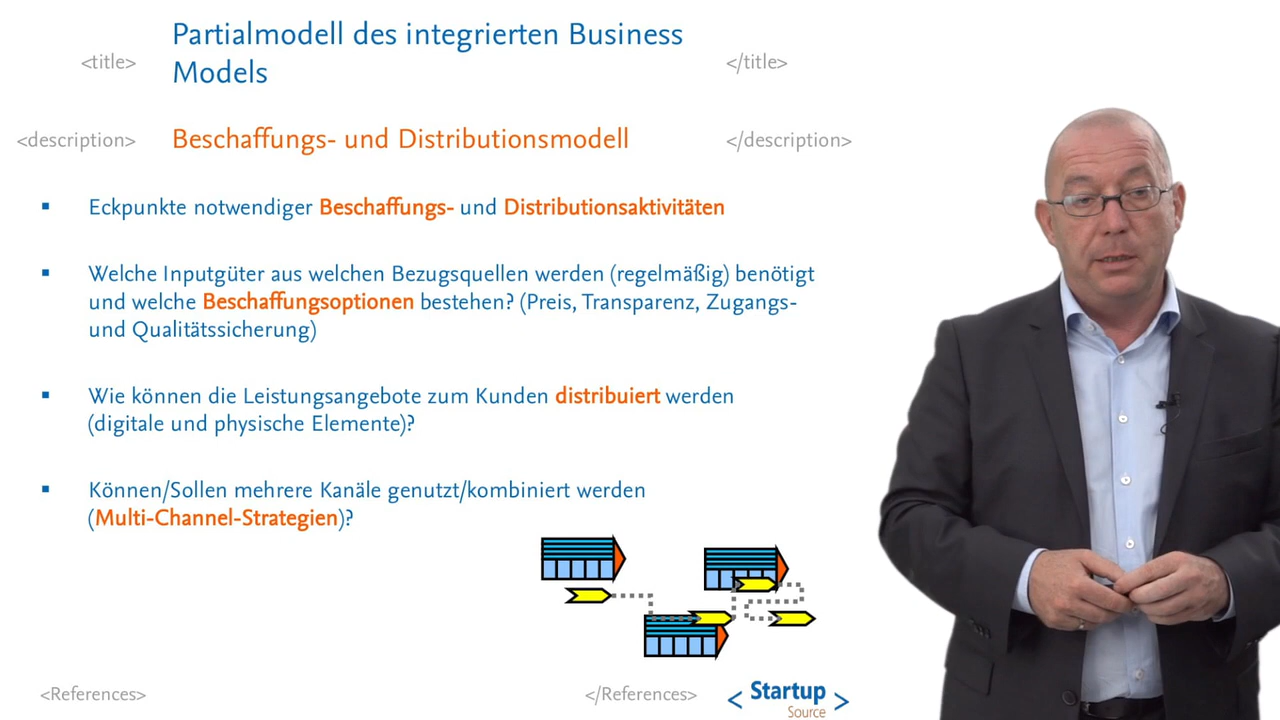 Partialmodell des integrierten Business
<title> Models </title>
<description> Beschaffungs- und Distributionsmodell </description>
▪ Eckpunkte notwendiger Beschaffungs- und Distributionsaktivitäten
▪ Welche Inputgüter aus welchen Bezugsquellen werden (regelmäßig) benötigt
und welche Beschaffungsoptionen bestehen? (Preis, Transparenz, Zugangs-
und Qualitätssicherung)
▪ Wie können die Leistungsangebote zum Kunden distribuiert werden
(digitale und physische Elemente)?
▪ Können/Sollen mehrere Kanäle genutzt/kombiniert werden
(Multi-Channel-Strategien)?
<References> </References>
< Startup >
Source